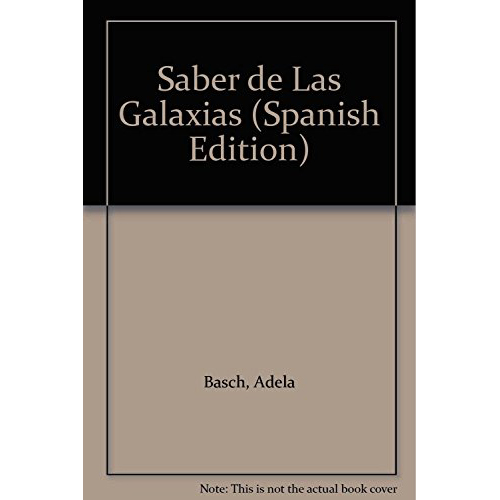 Saber de Las
Galaxias (Spanish
Edition)
Basch, Adela
Note: This is not the actual book cover